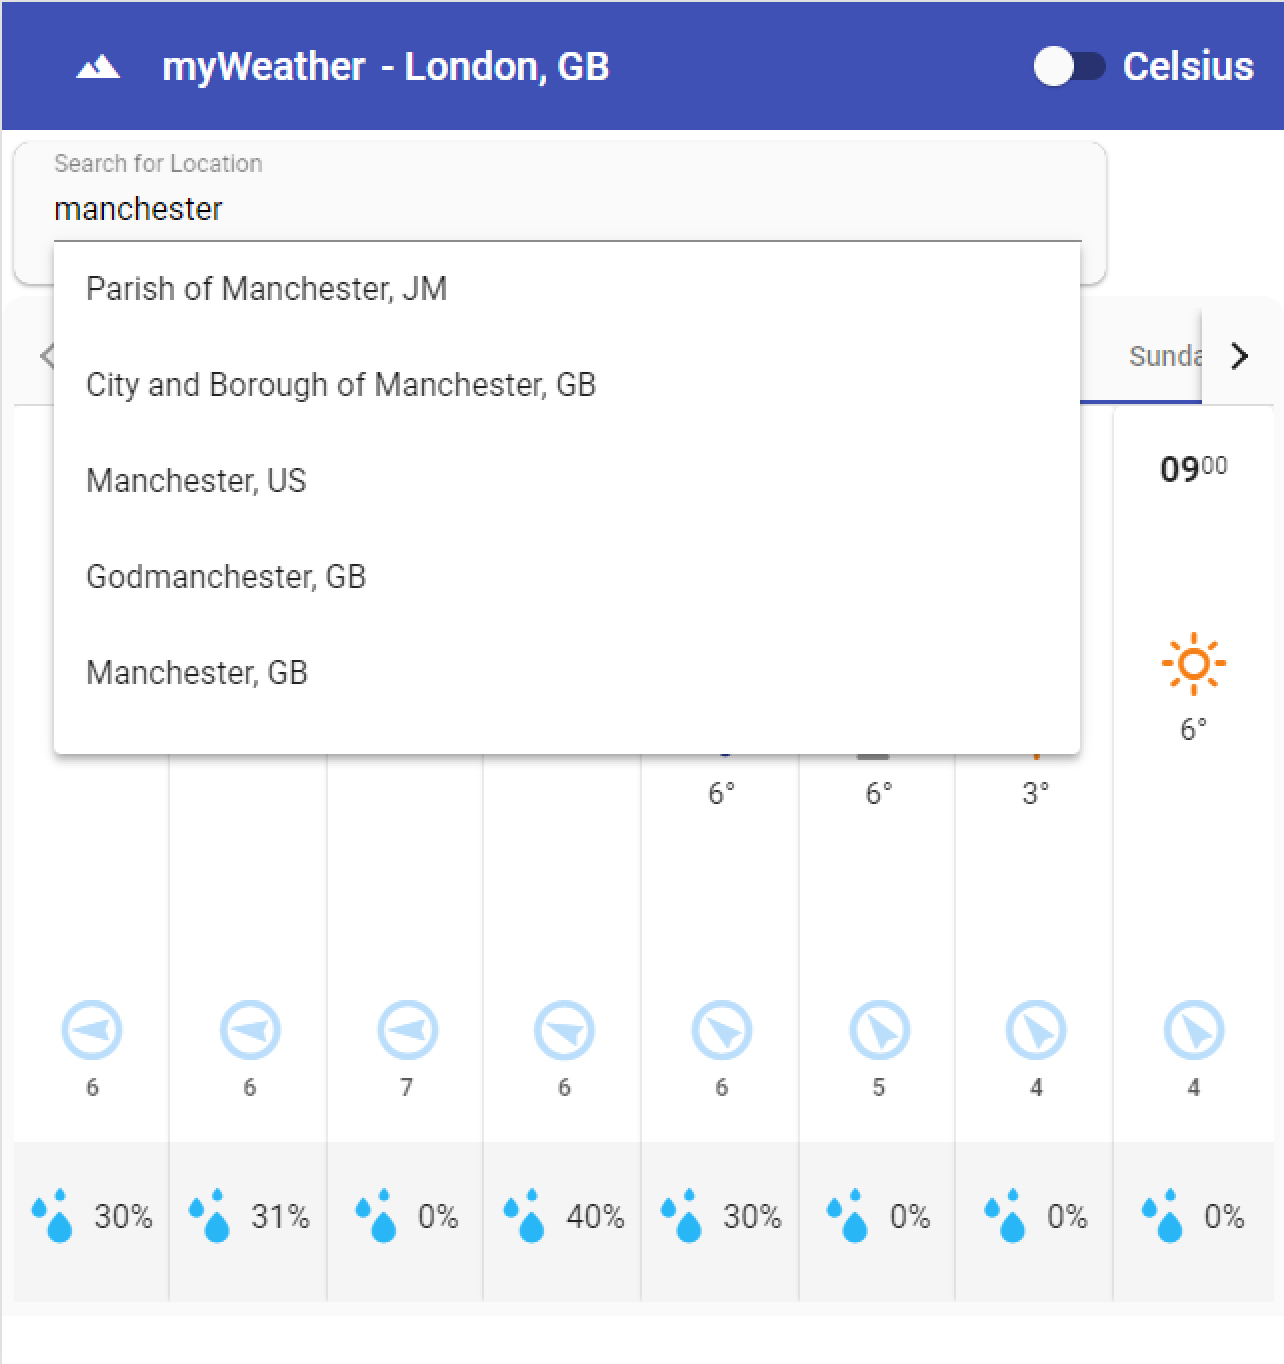 myWeather - London, GB
Celsius
Search for Location
manchester
Parish of Manchester, JM
City and Borough of Manchester, GB
Manchester, US
Godmanchester, GB
Manchester, GB
Sunda
09⁰⁰
6°
6° 6° 3°
6 6 7 6 6 5 4 4
30% 31% 0% 40% 30% 0% 0% 0%